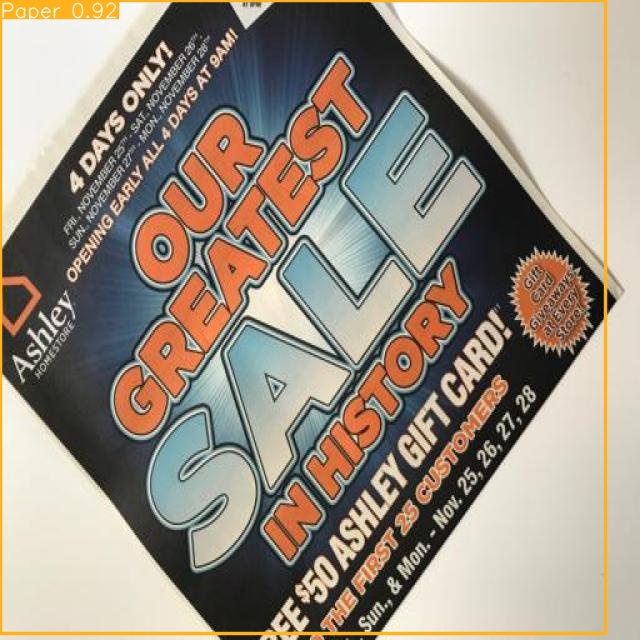 Paper 0.92
4 DAYS ONLY!
FRI., NOVEMBER 25TH - SAT. NOVEMBER 26TH,
SUN., NOVEMBER 27TH - MON., NOVEMBER 28TH
OPENING EARLY ALL 4 DAYS AT 9AM!
Ashley
HOMESTORE
OUR
GREATEST
SALE
IN HISTORY
Gift
Card
Giveaways
at Every
Store!
$50 ASHLEY GIFT CARD!
THE FIRST 25 CUSTOMERS
Sun., & Mon. - Nov. 25, 26, 27, 28